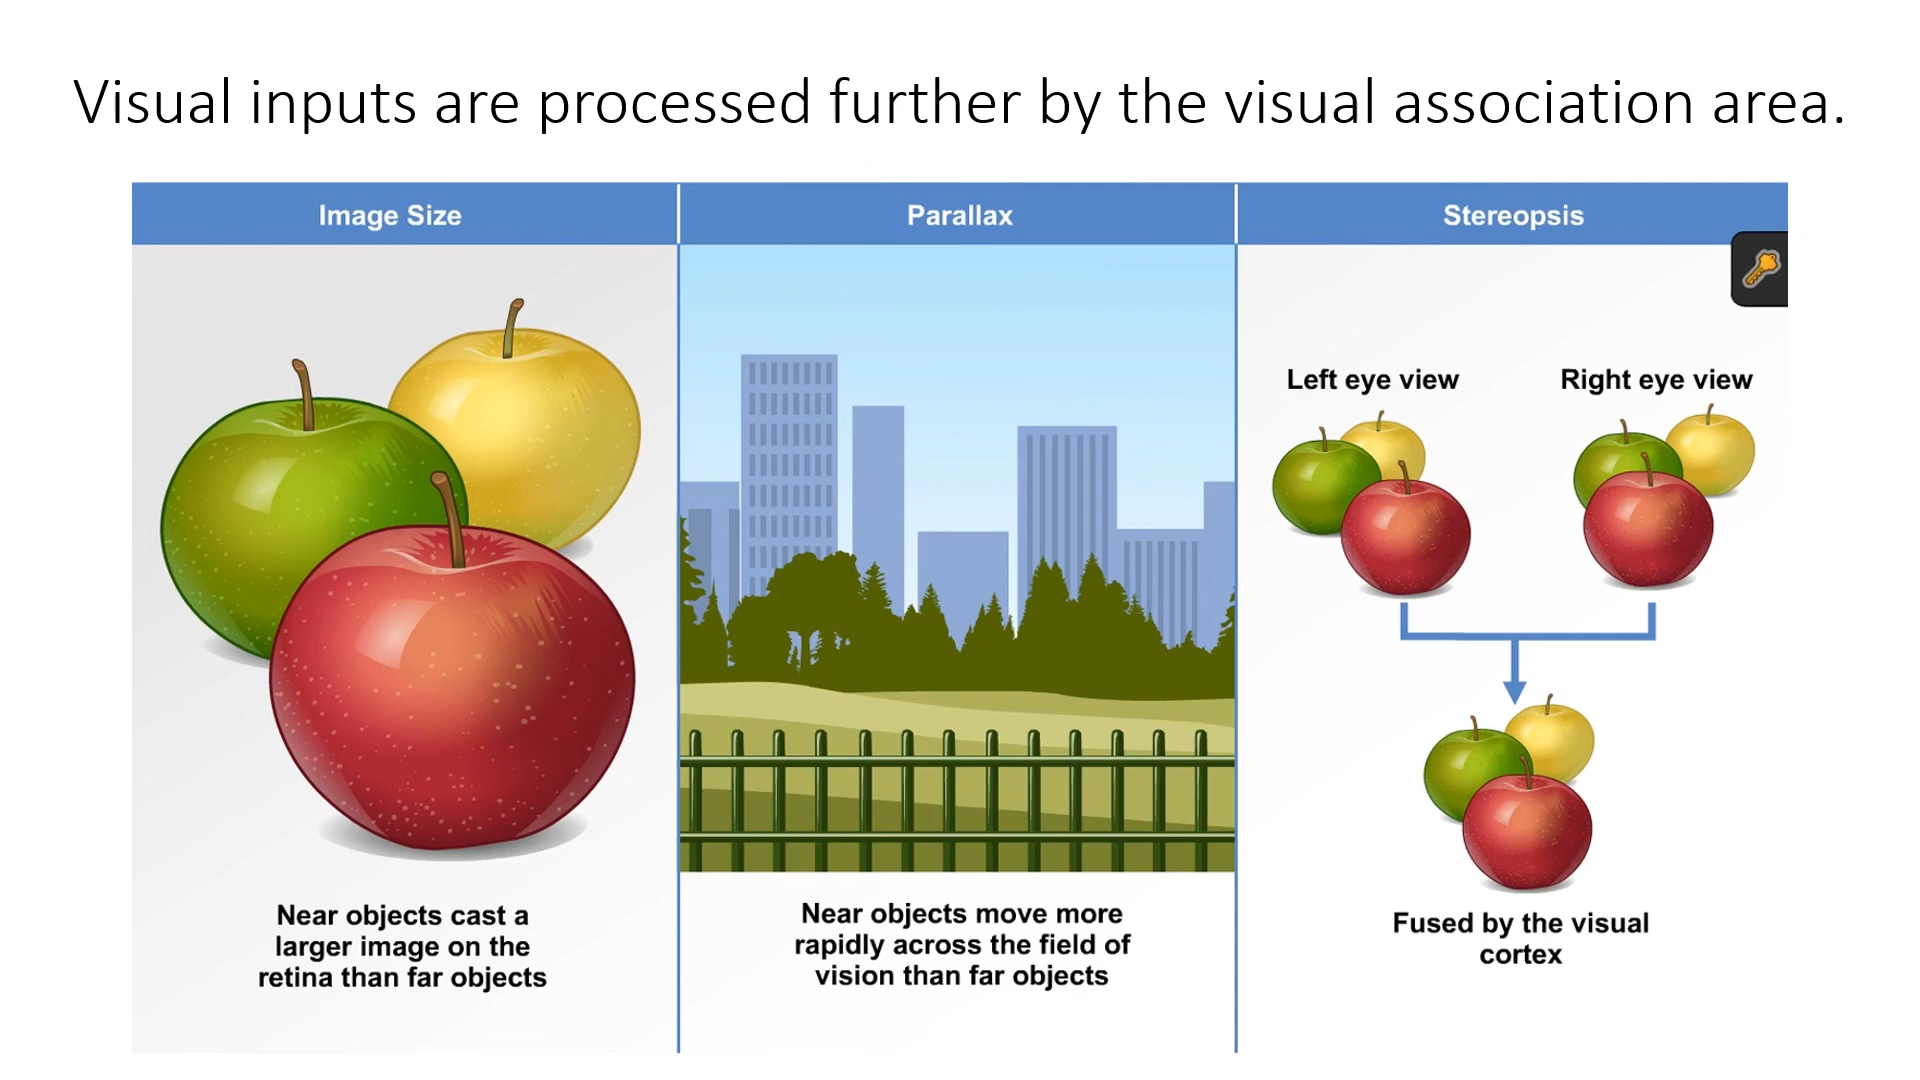 Visual inputs are processed further by the visual association area.
Image Size
Parallax
Stereopsis
Left eye view
Right eye view
Near objects cast a
larger image on the
retina than far objects
Near objects move more
rapidly across the field of
vision than far objects
Fused by the visual
cortex